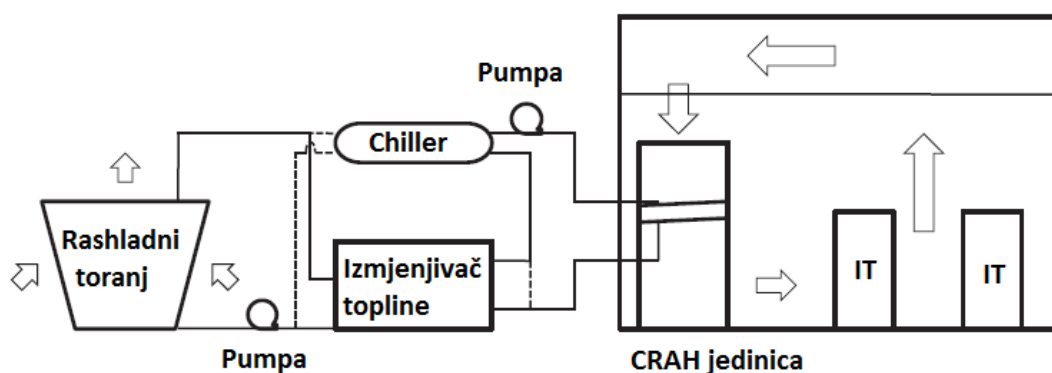 Pumpa
Chiller
Rashladni
toranj
Izmjenjivač
topline
IT
IT
Pumpa
CRAH jedinica